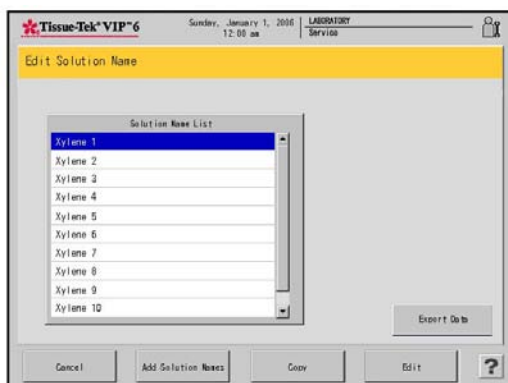 Tissue-Tek® VIP™6
Sunday, January 1, 2006
12:00 am
LABORATORY
Service
Edit Solution Name
Solution Name List
Xylene 1
Xylene 2
Xylene 3
Xylene 4
Xylene 5
Xylene 6
Xylene 7
Xylene 8
Xylene 9
Xylene 10
Export Data
Cancel
Add Solution Names
Copy
Edit
?